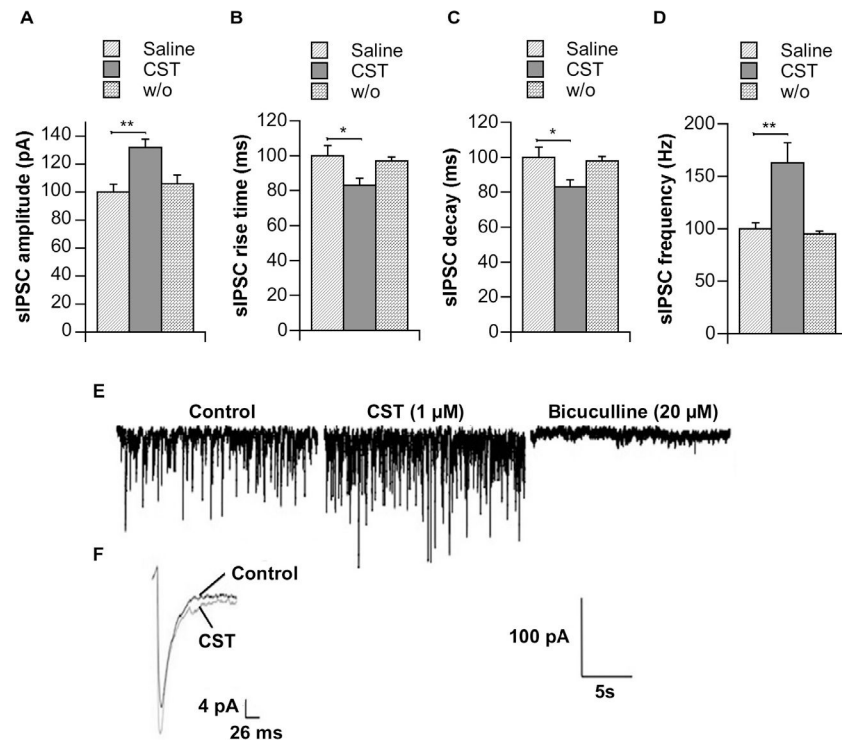 A
Saline
CST
w/o
sIPSC amplitude (pA)
140
120
100
80
60
40
20
0
**
B
Saline
CST
w/o
sIPSC rise time (ms)
120
100
80
60
40
20
0
*
C
Saline
CST
w/o
sIPSC decay (ms)
120
100
80
60
40
20
0
*
D
Saline
CST
w/o
sIPSC frequency (Hz)
200
150
100
50
0
**
E
Control
CST (1 µM)
Bicuculline (20 µM)
F
Control
CST
4 pA
26 ms
100 pA
5s